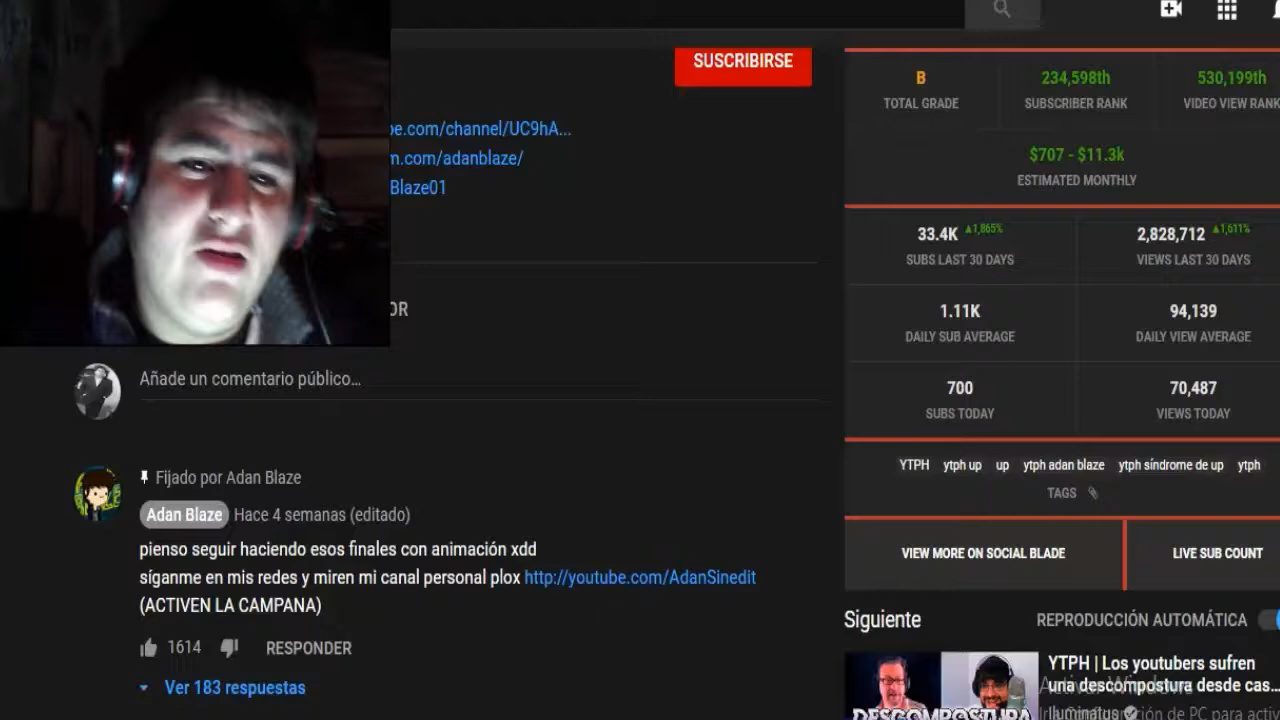 SUSCRIBIRSE
be.com/channel/UC9hA...
m.com/adanblaze/
Blaze01
OR
Añade un comentario público...
Fijado por Adan Blaze
Adan Blaze Hace 4 semanas (editado)
pienso seguir haciendo esos finales con animación xdd
síganme en mis redes y miren mi canal personal plox http://youtube.com/AdanSinedit
(ACTIVEN LA CAMPANA)
1614 RESPONDER
Ver 183 respuestas
B 234,598th 530,199th
TOTAL GRADE SUBSCRIBER RANK VIDEO VIEW RANK
$707 - $11.3k
ESTIMATED MONTHLY
33.4K ▲1,865% 2,828,712 ▲1,611%
SUBS LAST 30 DAYS VIEWS LAST 30 DAYS
1.11K 94,139
DAILY SUB AVERAGE DAILY VIEW AVERAGE
700 70,487
SUBS TODAY VIEWS TODAY
YTPH ytph up up ytph adan blaze ytph síndrome de up ytph
TAGS
VIEW MORE ON SOCIAL BLADE LIVE SUB COUNT
Siguiente REPRODUCCIÓN AUTOMÁTICA
YTPH | Los youtubers sufren
una descompostura desde cas...
DESCOMPOSTURA
Iluminatus